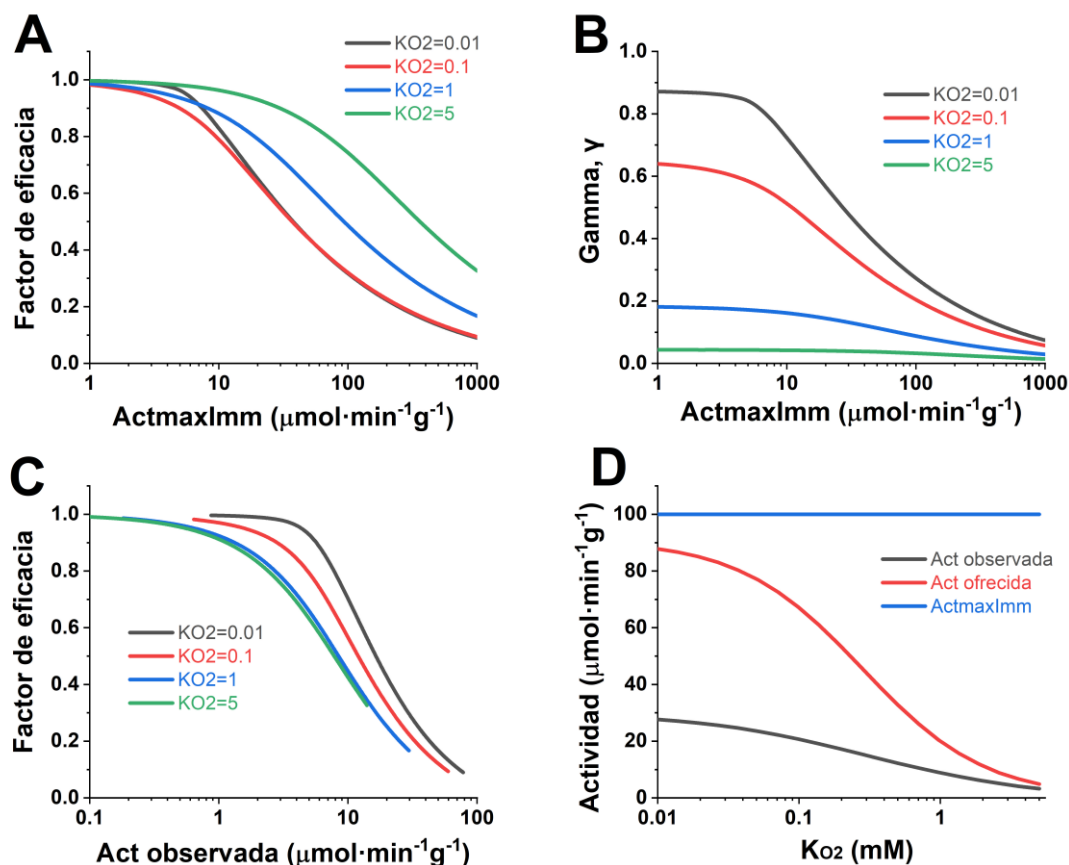 A
Factor de eficacia
1.0
0.8
0.6
0.4
0.2
0.0
1
10
100
1000
ActmaxImm (μmol·min⁻¹g⁻¹)
KO2=0.01
KO2=0.1
KO2=1
KO2=5
B
Gamma, γ
1.0
0.8
0.6
0.4
0.2
0.0
1
10
100
1000
ActmaxImm (μmol·min⁻¹g⁻¹)
KO2=0.01
KO2=0.1
KO2=1
KO2=5
C
Factor de eficacia
1.0
0.8
0.6
0.4
0.2
0.0
0.1
1
10
100
Act observada (μmol·min⁻¹g⁻¹)
KO2=0.01
KO2=0.1
KO2=1
KO2=5
D
Actividad (μmol·min⁻¹g⁻¹)
100
80
60
40
20
0
0.01
0.1
1
KO2 (mM)
Act observada
Act ofrecida
ActmaxImm